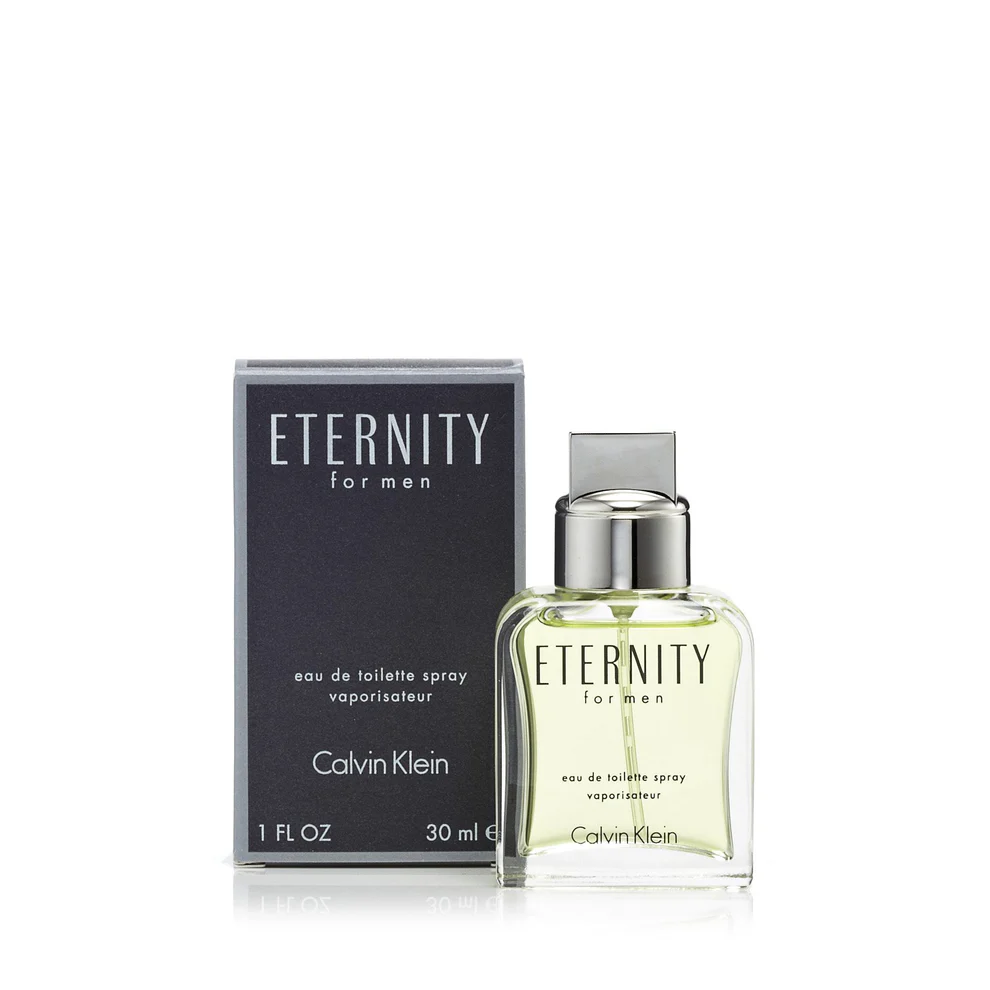 ETERNITY
for men
eau de toilette spray
vaporisateur
Calvin Klein
1 FL OZ 30 ml e
ETERNITY
for men
eau de toilette spray
vaporisateur
Calvin Klein